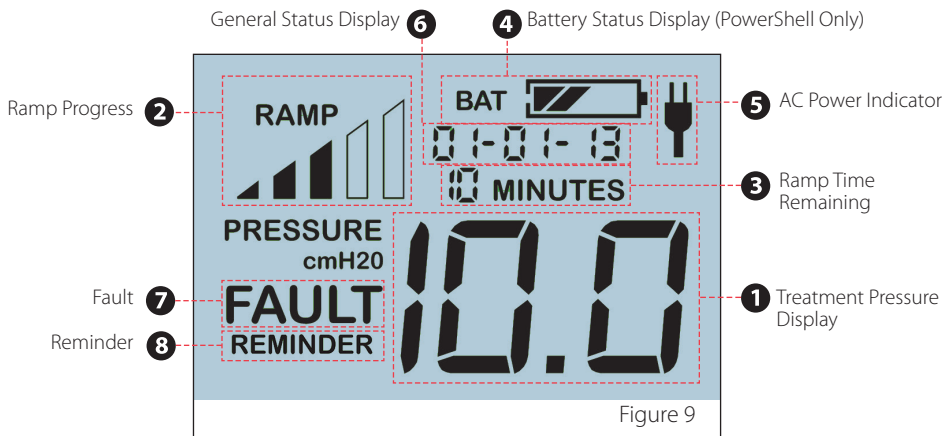 General Status Display 6
4 Battery Status Display (PowerShell Only)
Ramp Progress 2
RAMP
BAT
5 AC Power Indicator
01-01-13
10 MINUTES
3 Ramp Time
Remaining
PRESSURE
cmH20
10.0
Fault 7
FAULT
1 Treatment Pressure
Display
Reminder 8
REMINDER
Figure 9